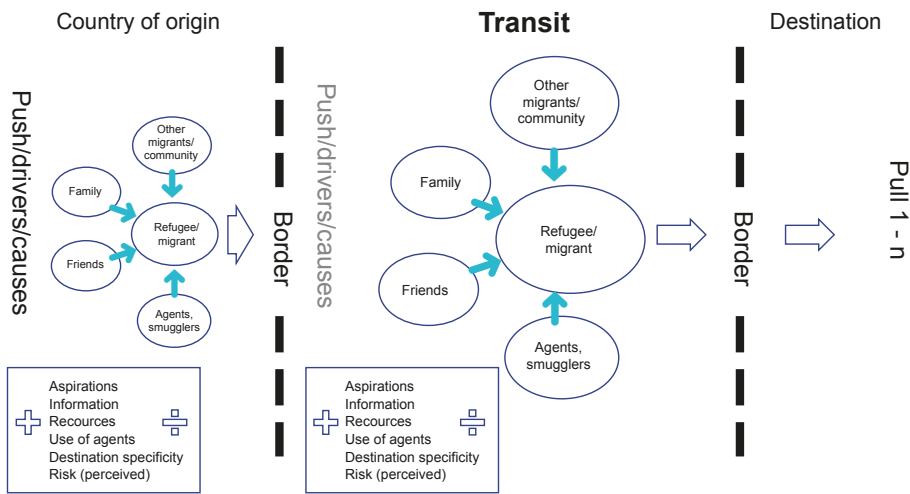 Country of origin
Transit
Destination
Push/drivers/causes
Other
migrants/
community
Family
Refugee/
migrant
Friends
Agents,
smugglers
Border
Push/drivers/causes
Other
migrants/
community
Family
Refugee/
migrant
Friends
Agents,
smugglers
Border
Pull 1 - n
Aspirations
Information
Recources
Use of agents
Destination specificity
Risk (perceived)
Aspirations
Information
Recources
Use of agents
Destination specificity
Risk (perceived)